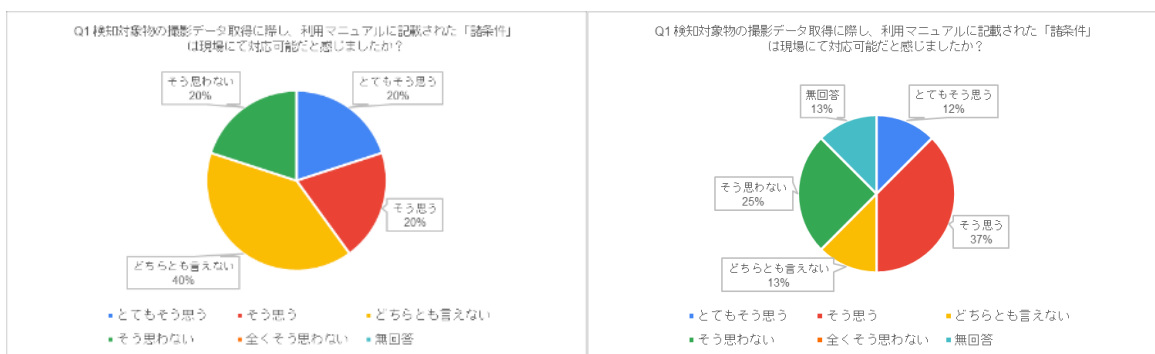 Q1 検知対象物の撮影データ取得に際し、利用マニュアルに記載された「諸条件」
は現場にて対応可能だと感じましたか？
そう思わない
20%
とてもそう思う
20%
そう思う
20%
どちらとも言えない
40%
とてもそう思う そう思う どちらとも言えない
そう思わない 全くそう思わない 無回答
Q1 検知対象物の撮影データ取得に際し、利用マニュアルに記載された「諸条件」
は現場にて対応可能だと感じましたか？
無回答
13%
とてもそう思う
12%
そう思わない
25%
そう思う
37%
どちらとも言えない
13%
とてもそう思う そう思う どちらとも言えない
そう思わない 全くそう思わない 無回答